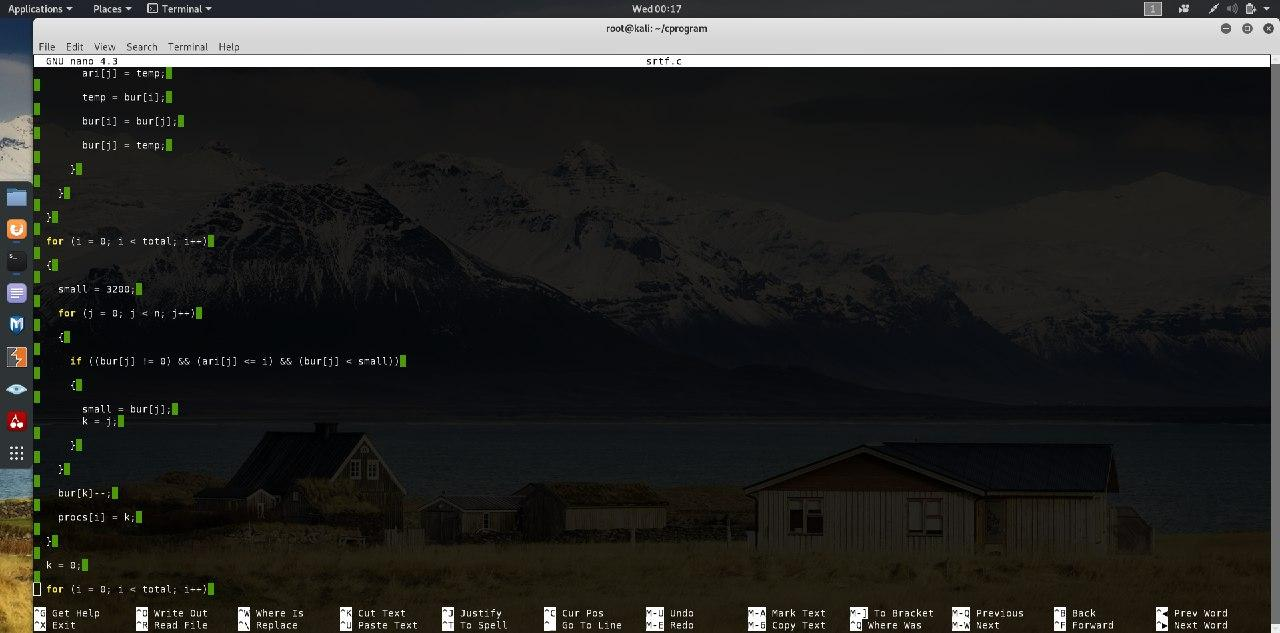 Applications Places Terminal Wed 00:17 1
root@kali: ~/cprogram
File Edit View Search Terminal Help
GNU nano 4.3 srtf.c
ari[j] = temp;
temp = bur[i];
bur[i] = bur[j];
bur[j] = temp;
}
}
}
for (i = 0; i < total; i++)
{
small = 3200;
for (j = 0; j < n; j++)
{
if ((bur[j] != 0) && (ari[j] <= i) && (bur[j] < small))
{
small = bur[j];
k = j;
}
}
bur[k]--;
procs[i] = k;
}
k = 0;
for (i = 0; i < total; i++)
^G Get Help ^O Write Out ^W Where Is ^K Cut Text ^J Justify ^C Cur Pos M-U Undo M-A Mark Text M-] To Bracket M-Q Previous ^B Back ^◀ Prev Word
^X Exit ^R Read File ^\ Replace ^U Paste Text ^T To Spell ^_ Go To Line M-E Redo M-6 Copy Text ^Q Where Was M-W Next ^F Forward ^▶ Next Word